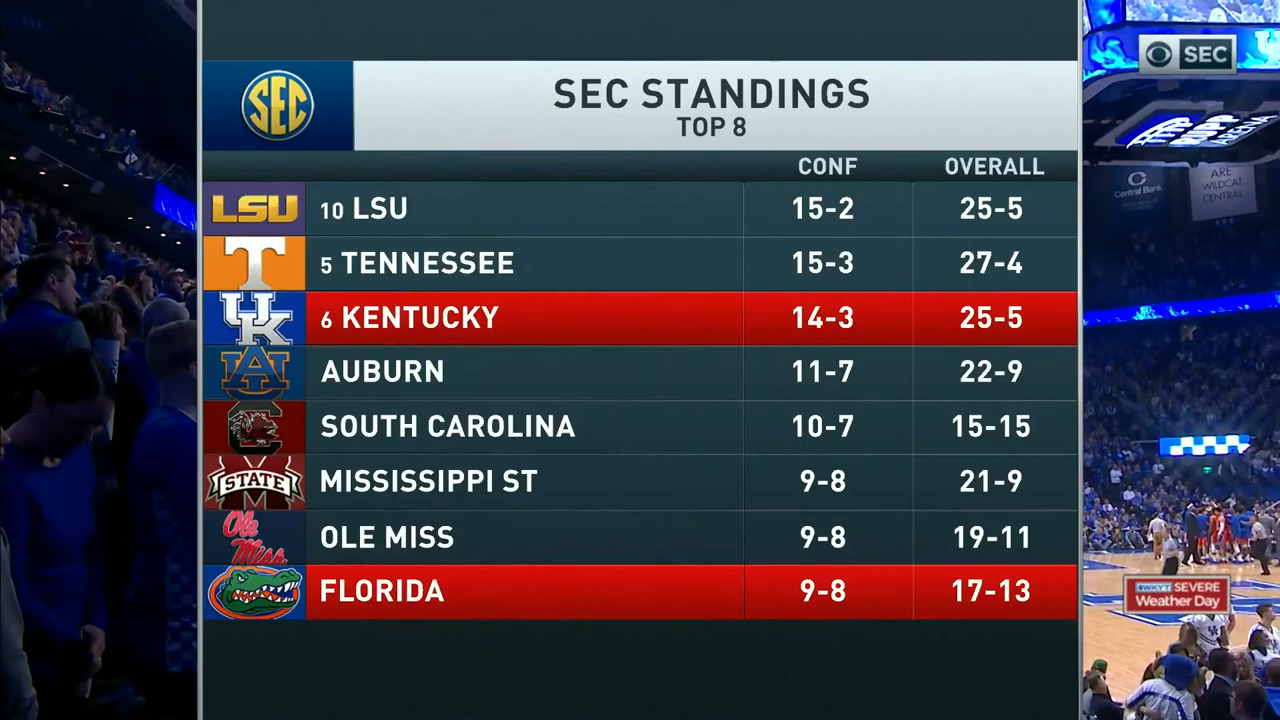 SEC
SEC STANDINGS
TOP 8
CONF OVERALL
LSU 10 LSU 15-2 25-5
T 5 TENNESSEE 15-3 27-4
UK 6 KENTUCKY 14-3 25-5
AU AUBURN 11-7 22-9
C SOUTH CAROLINA 10-7 15-15
STATE MISSISSIPPI ST 9-8 21-9
Ole Miss OLE MISS 9-8 19-11
FLORIDA 9-8 17-13
SEC
RUPP
ARENA
Central Bank
ARE
WILDCAT
CENTRAL
WKYT SEVERE
Weather Day